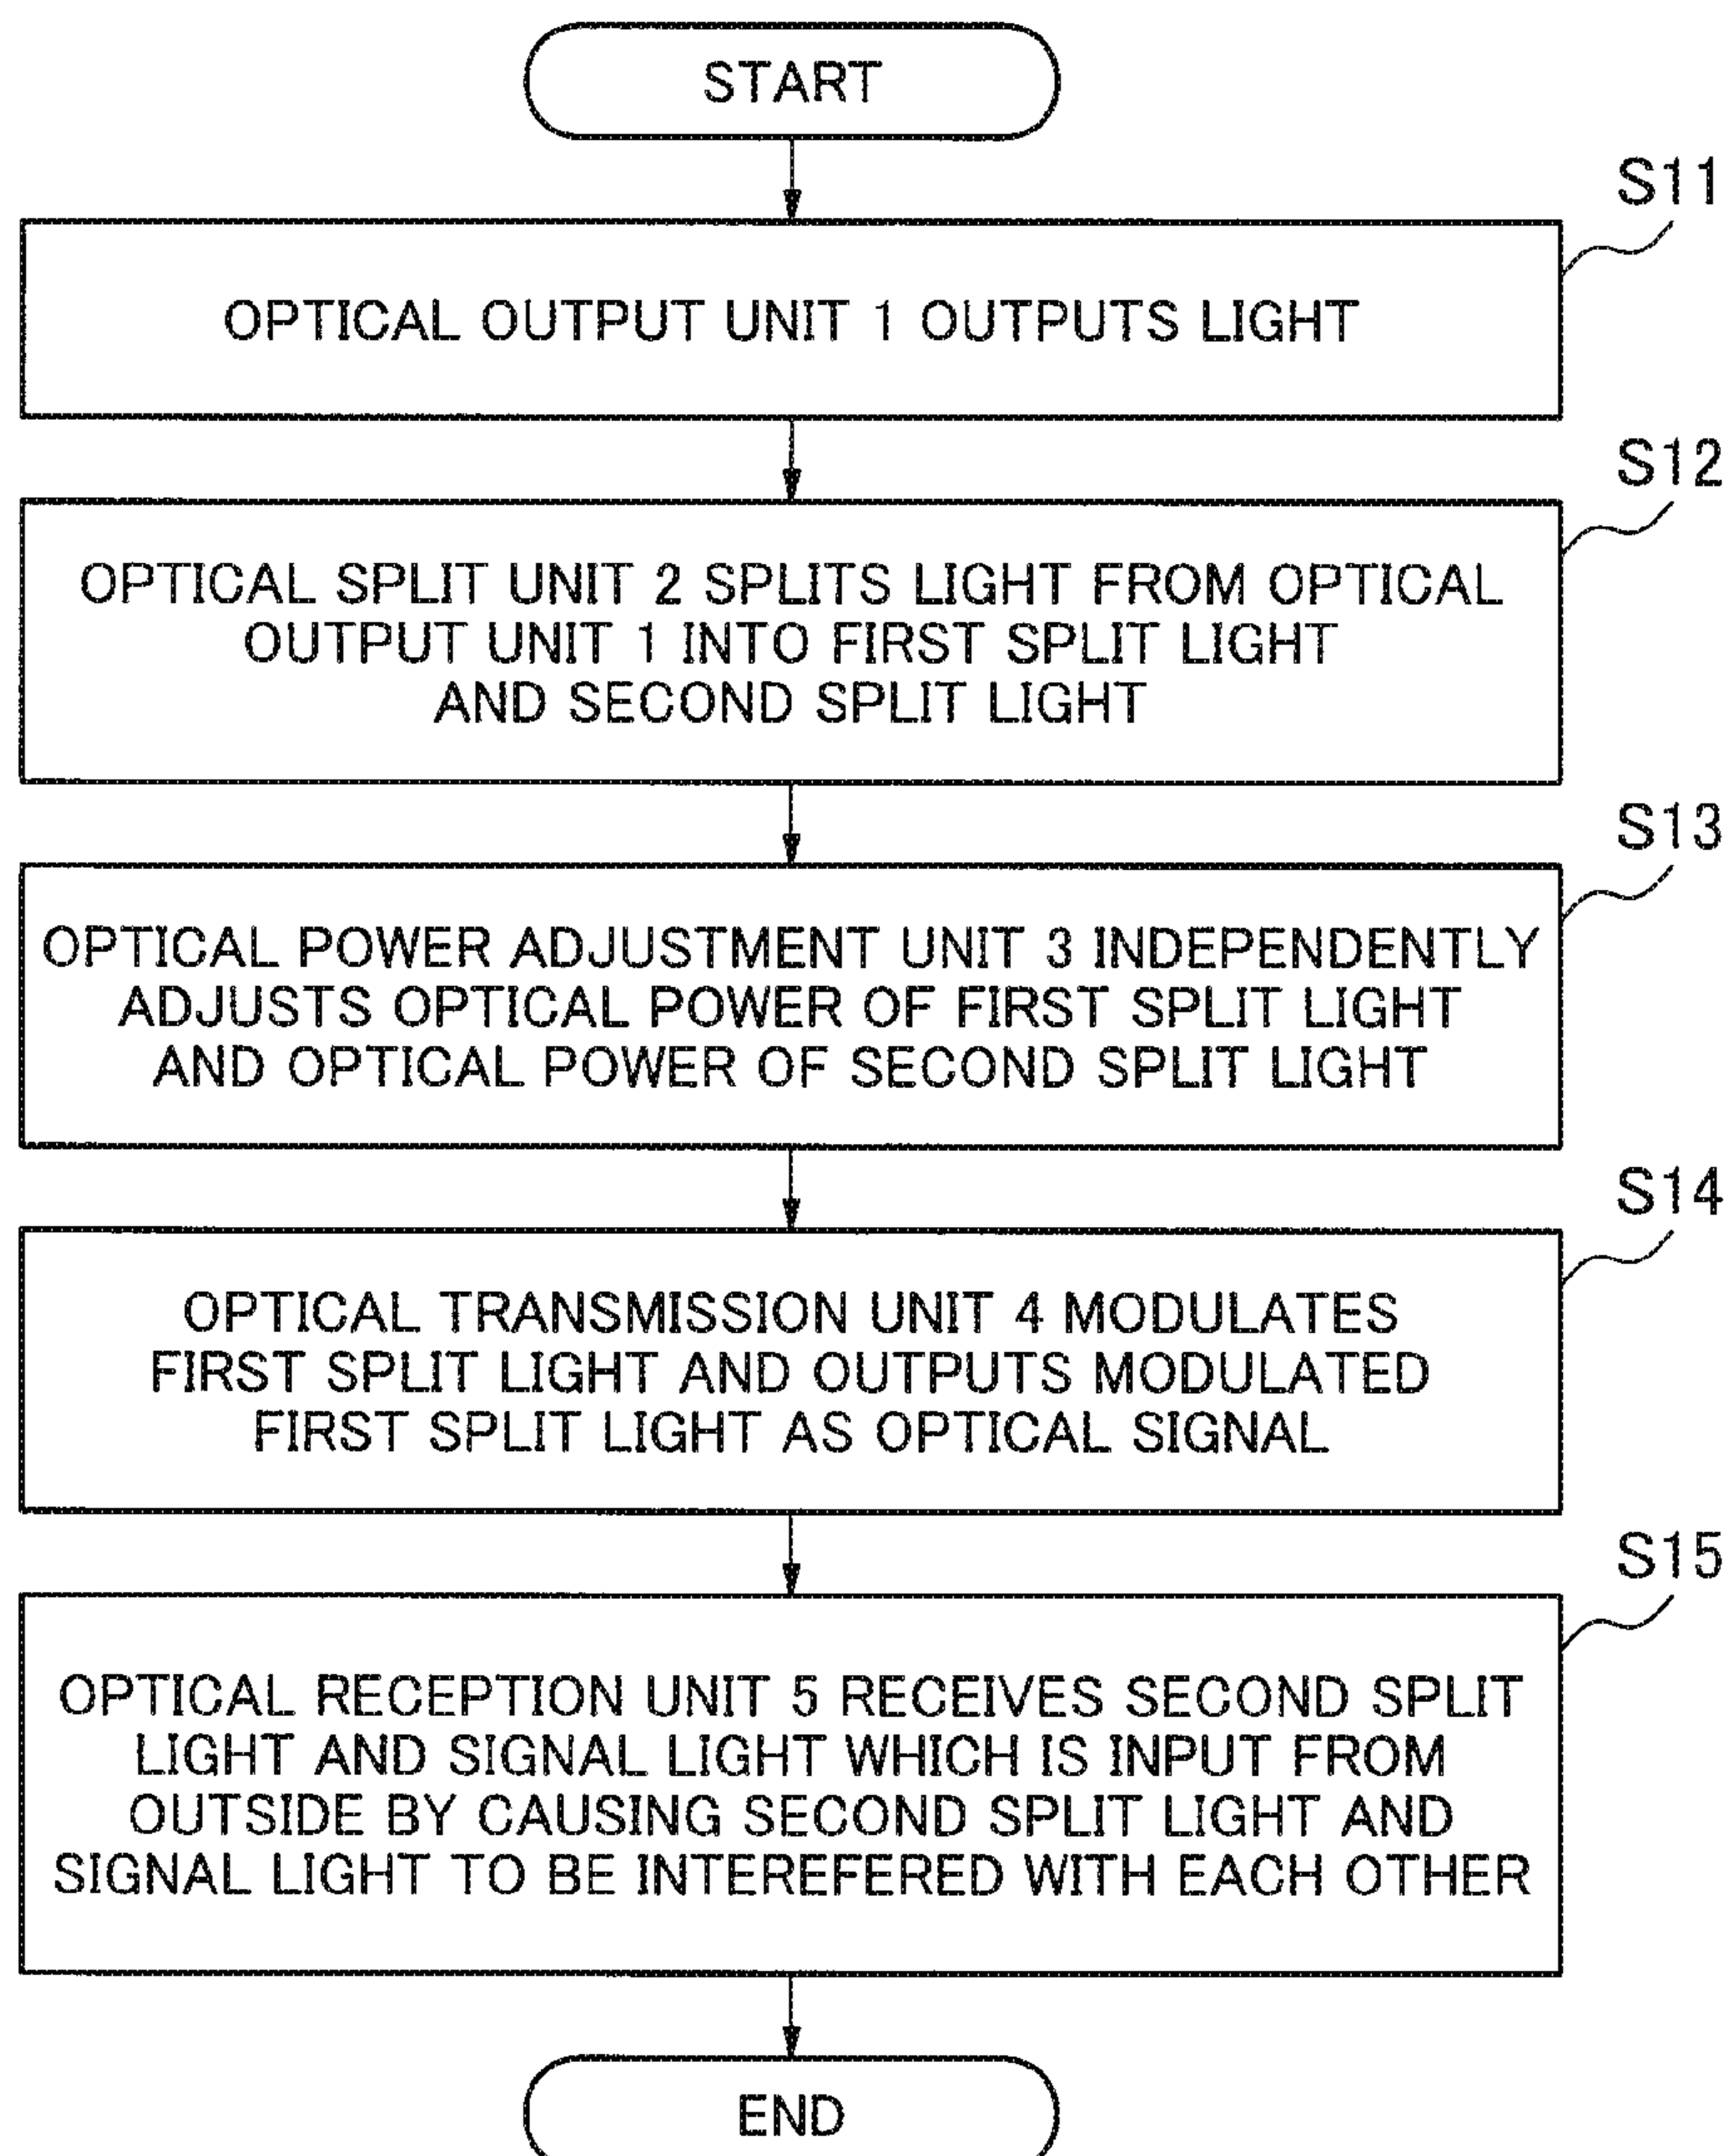 START
S11
OPTICAL OUTPUT UNIT 1 OUTPUTS LIGHT
S12
OPTICAL SPLIT UNIT 2 SPLITS LIGHT FROM OPTICAL
OUTPUT UNIT 1 INTO FIRST SPLIT LIGHT
AND SECOND SPLIT LIGHT
S13
OPTICAL POWER ADJUSTMENT UNIT 3 INDEPENDENTLY
ADJUSTS OPTICAL POWER OF FIRST SPLIT LIGHT
AND OPTICAL POWER OF SECOND SPLIT LIGHT
S14
OPTICAL TRANSMISSION UNIT 4 MODULATES
FIRST SPLIT LIGHT AND OUTPUTS MODULATED
FIRST SPLIT LIGHT AS OPTICAL SIGNAL
S15
OPTICAL RECEPTION UNIT 5 RECEIVES SECOND SPLIT
LIGHT AND SIGNAL LIGHT WHICH IS INPUT FROM
OUTSIDE BY CAUSING SECOND SPLIT LIGHT AND
SIGNAL LIGHT TO BE INTEREFERED WITH EACH OTHER
END